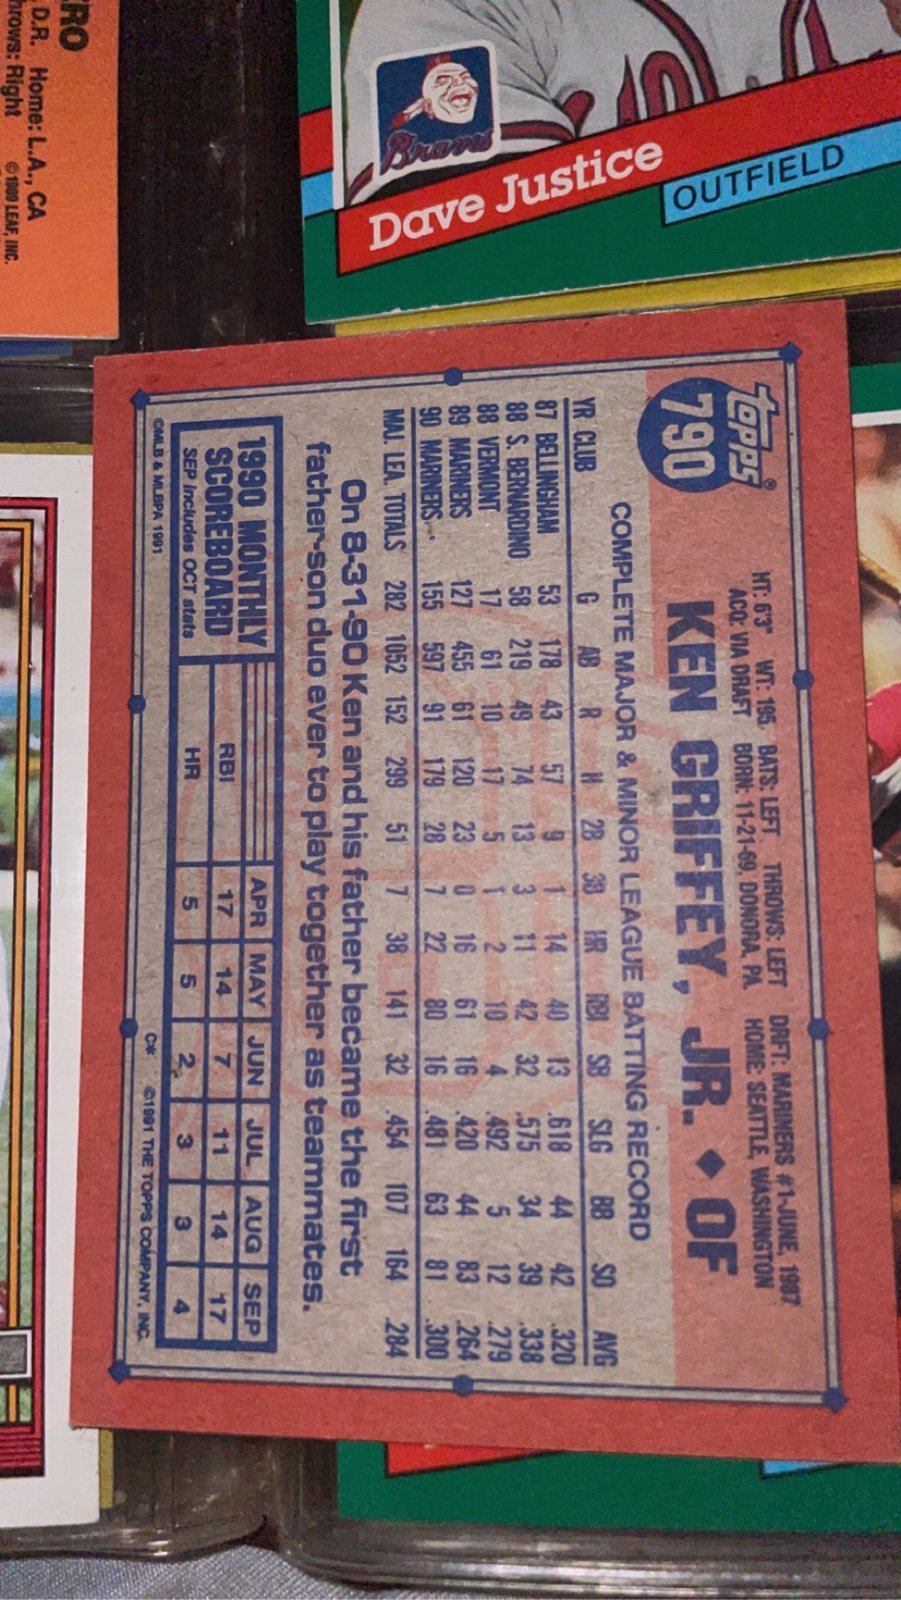 RO
D.R. Home: L.A., CA
rows: Right
© 1989 LEAF, INC.
Braves
Dave Justice
OUTFIELD
Topps®
790
HT: 6'3" WT: 195 BATS: LEFT THROWS: LEFT DRFT: MARINERS #1-JUNE, 1987
ACQ: VIA DRAFT BORN: 11-21-69, DONORA, PA. HOME: SEATTLE, WASHINGTON
KEN GRIFFEY, JR. ◆ OF
COMPLETE MAJOR & MINOR LEAGUE BATTING RECORD
YR CLUB G AB R H 2B 3B HR RBI SB SLG BB SO AVG
87 BELLINGHAM 53 178 43 57 9 1 14 40 13 .618 44 42 .320
88 S. BERNARDINO 58 219 49 74 13 3 11 42 32 .575 34 39 .338
88 VERMONT 17 61 10 17 5 1 2 10 4 .492 5 12 .279
89 MARINERS 127 455 61 120 23 0 16 61 16 .420 44 83 .264
90 MARINERS 155 597 91 179 28 7 22 80 16 .481 63 81 .300
MAJ. LEA. TOTALS 282 1052 152 299 51 7 38 141 32 .454 107 164 .284
On 8-31-90 Ken and his father became the first
father-son duo ever to play together as teammates.
1990 MONTHLY
SCOREBOARD
SEP includes OCT stats
APR MAY JUN JUL AUG SEP
RBI 17 14 7 11 14 17
HR 5 5 2 3 3 4
©MLB & MLBPA 1991
C* ©1991 THE TOPPS COMPANY, INC.